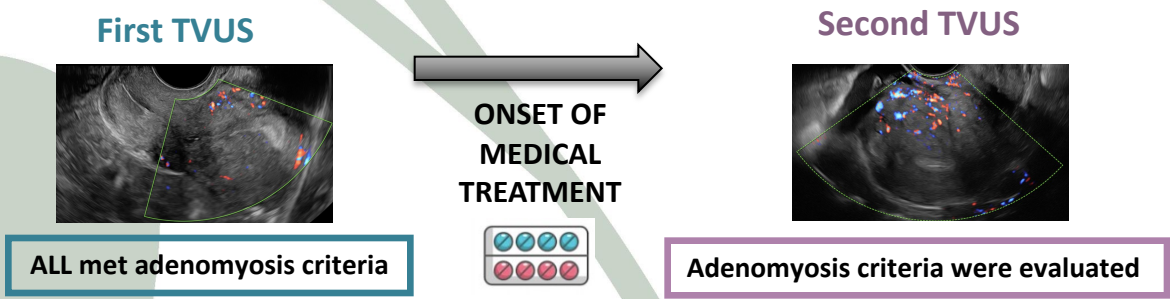 First TVUS
Second TVUS
ONSET OF
MEDICAL
TREATMENT
ALL met adenomyosis criteria
Adenomyosis criteria were evaluated